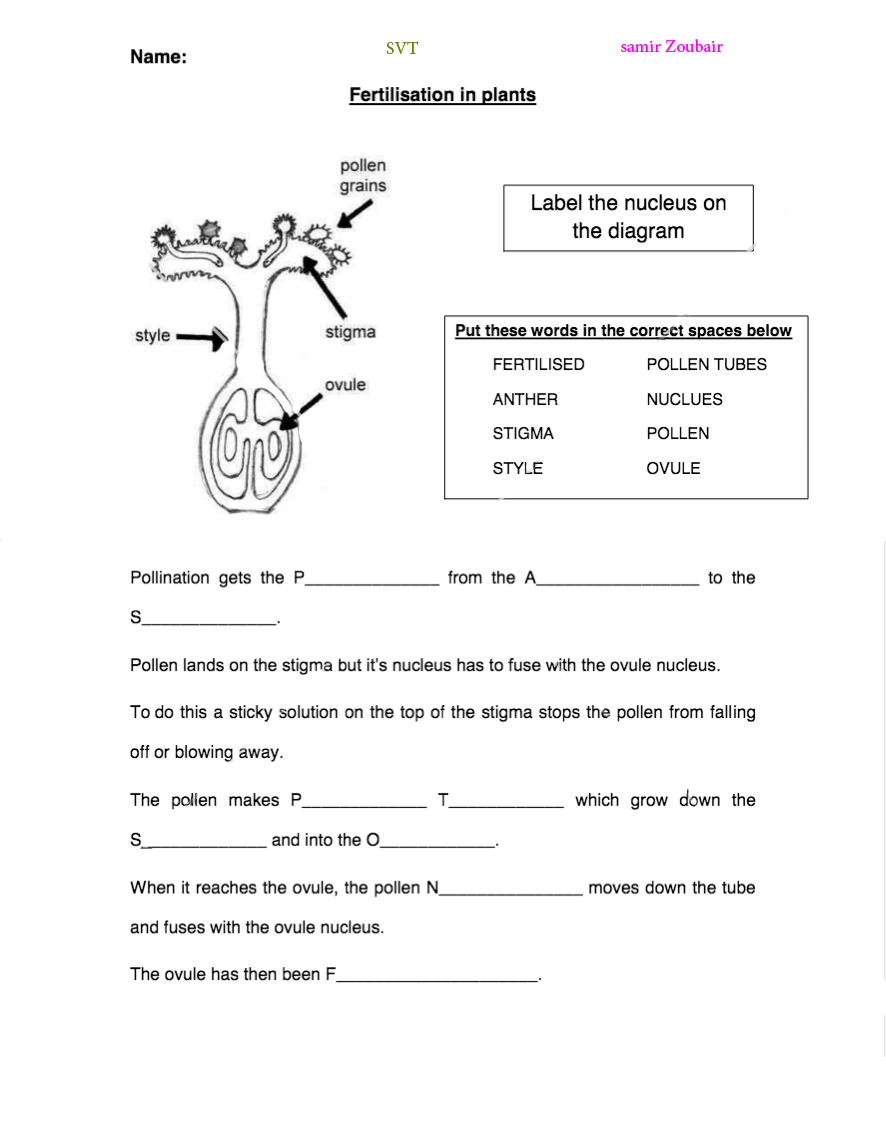 Name:
SVT
samir Zoubair
Fertilisation in plants
pollen
grains
style
stigma
ovule
Label the nucleus on
the diagram
Put these words in the correct spaces below
FERTILISED POLLEN TUBES
ANTHER NUCLUES
STIGMA POLLEN
STYLE OVULE
Pollination gets the P______________ from the A_________________ to the
S______________.
Pollen lands on the stigma but it's nucleus has to fuse with the ovule nucleus.
To do this a sticky solution on the top of the stigma stops the pollen from falling
off or blowing away.
The pollen makes P_____________ T____________ which grow down the
S_____________ and into the O____________.
When it reaches the ovule, the pollen N_______________ moves down the tube
and fuses with the ovule nucleus.
The ovule has then been F_____________________.